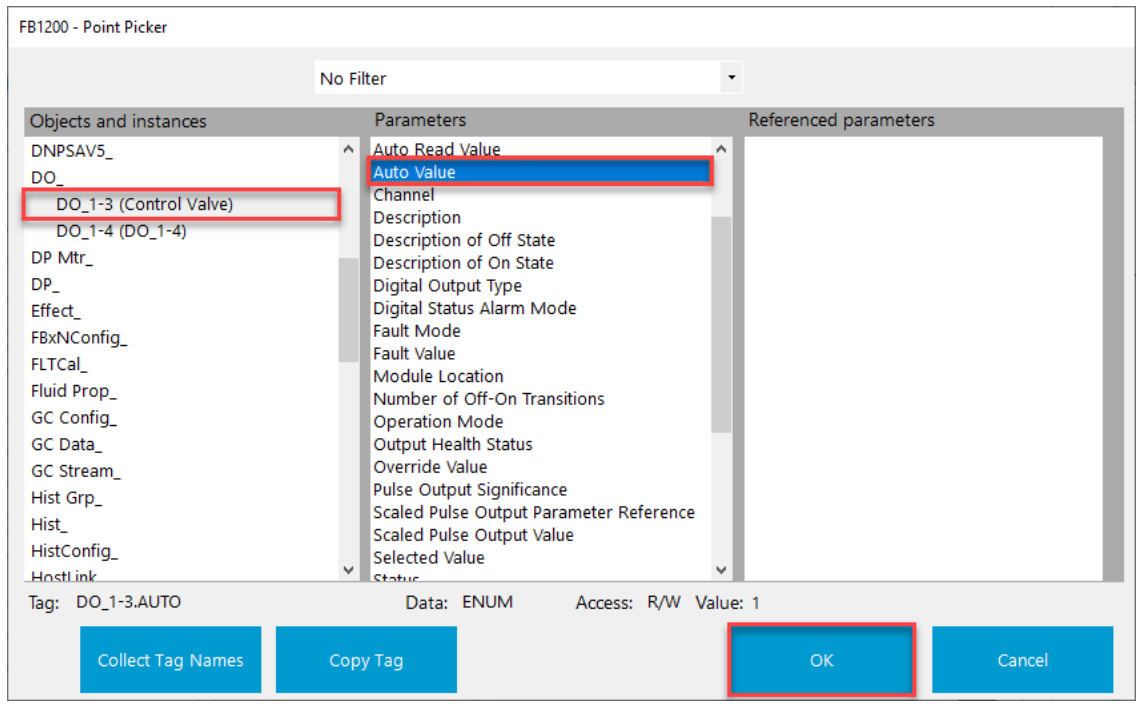 FB1200 - Point Picker
No Filter
Objects and instances
DNPSAV5_
DO_
DO_1-3 (Control Valve)
DO_1-4 (DO_1-4)
DP Mtr_
DP_
Effect_
FBxNConfig_
FLTCal_
Fluid Prop_
GC Config_
GC Data_
GC Stream_
Hist Grp_
Hist_
HistConfig_
HostLink
Parameters
Auto Read Value
Auto Value
Channel
Description
Description of Off State
Description of On State
Digital Output Type
Digital Status Alarm Mode
Fault Mode
Fault Value
Module Location
Number of Off-On Transitions
Operation Mode
Output Health Status
Override Value
Pulse Output Significance
Scaled Pulse Output Parameter Reference
Scaled Pulse Output Value
Selected Value
Status
Referenced parameters
Tag: DO_1-3.AUTO Data: ENUM Access: R/W Value: 1
Collect Tag Names
Copy Tag
OK
Cancel